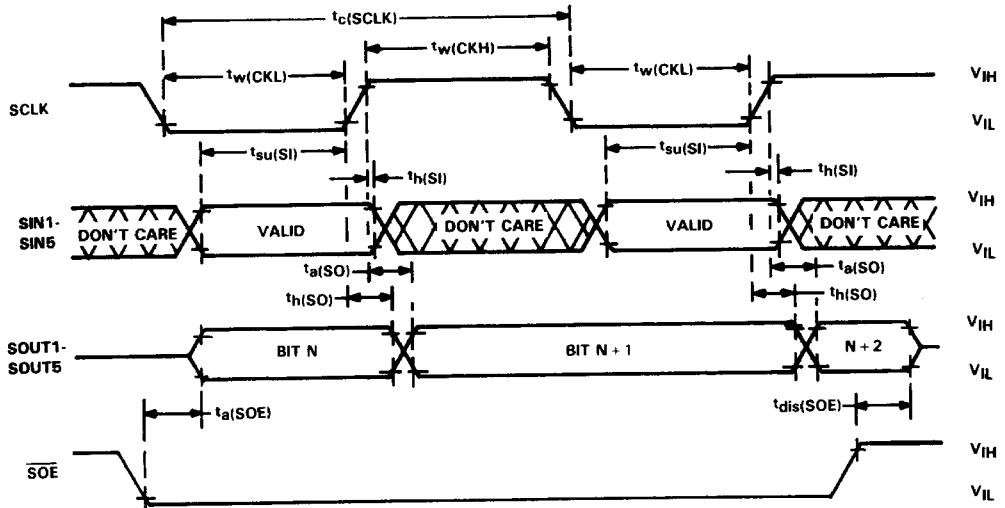 tc(SCLK)
tw(CKH)
tw(CKL)
tw(CKL)
SCLK
VIH
VIL
tsu(SI)
tsu(SI)
th(SI)
th(SI)
SIN1-
SIN5
DON'T CARE
VALID
DON'T CARE
VALID
DON'T CARE
VIH
VIL
ta(SO)
ta(SO)
th(SO)
th(SO)
SOUT1-
SOUT5
BIT N
BIT N + 1
N + 2
VIH
VIL
ta(SOE)
tdis(SOE)
SOE
VIH
VIL